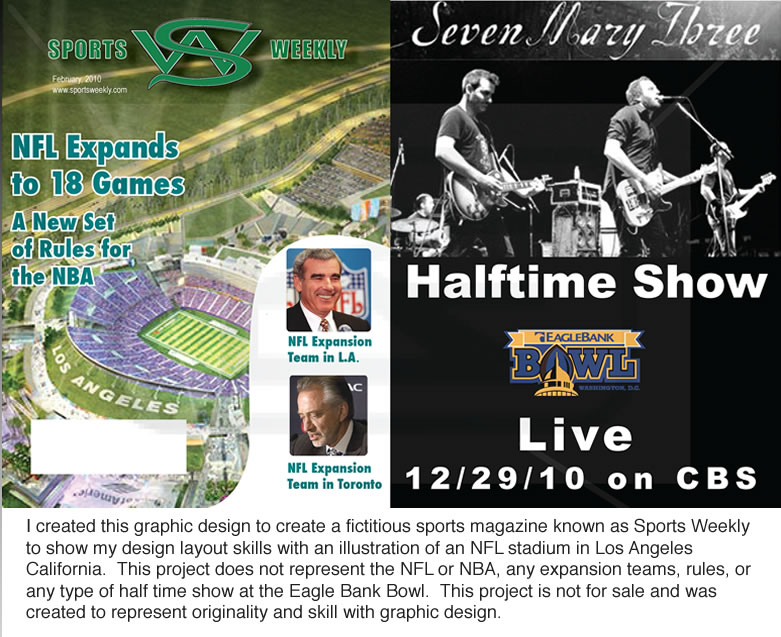 SPORTS SW WEEKLY
February, 2010
www.sportsweekly.com
NFL Expands
to 18 Games
A New Set
of Rules for
the NBA
LOS ANGELES
NFL Expansion
Team in L.A.
NFL Expansion
Team in Toronto
Seven Mary Three
Halftime Show
EAGLEBANK
BOWL
WASHINGTON, D.C.
Live
12/29/10 on CBS
I created this graphic design to create a fictitious sports magazine known as Sports Weekly
to show my design layout skills with an illustration of an NFL stadium in Los Angeles
California.  This project does not represent the NFL or NBA, any expansion teams, rules, or
any type of half time show at the Eagle Bank Bowl.  This project is not for sale and was
created to represent originality and skill with graphic design.